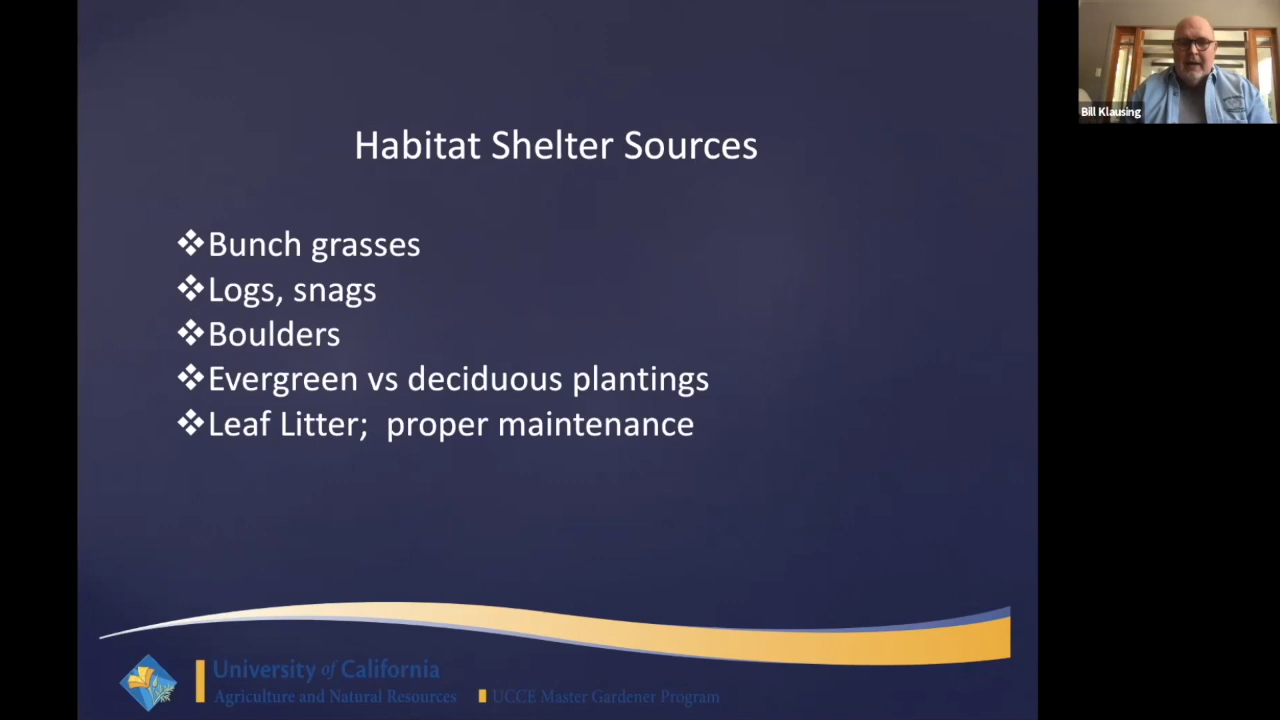 Habitat Shelter Sources
❖Bunch grasses
❖Logs, snags
❖Boulders
❖Evergreen vs deciduous plantings
❖Leaf Litter;  proper maintenance
University of California
Agriculture and Natural Resources
UCCE Master Gardener Program
Bill Klausing